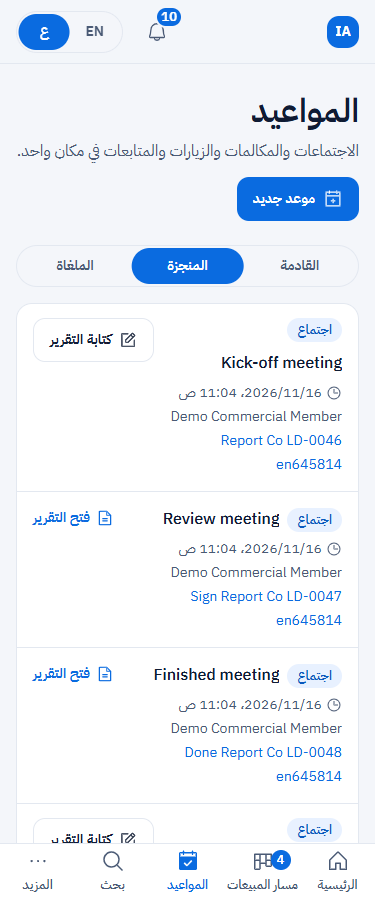 IA
10
EN
ع
المواعيد
الاجتماعات والمكالمات والزيارات والمتابعات في مكان واحد.
موعد جديد
القادمة
المنجزة
الملغاة
اجتماع
كتابة التقرير
Kick-off meeting
2026/11/16، 11:04 ص
Demo Commercial Member
Report Co LD-0046
en645814
اجتماع
Review meeting
فتح التقرير
2026/11/16، 11:04 ص
Demo Commercial Member
Sign Report Co LD-0047
en645814
اجتماع
Finished meeting
فتح التقرير
2026/11/16، 11:04 ص
Demo Commercial Member
Done Report Co LD-0048
en645814
اجتماع
كتابة التقرير
الرئيسية
4
مسار المبيعات
المواعيد
بحث
المزيد